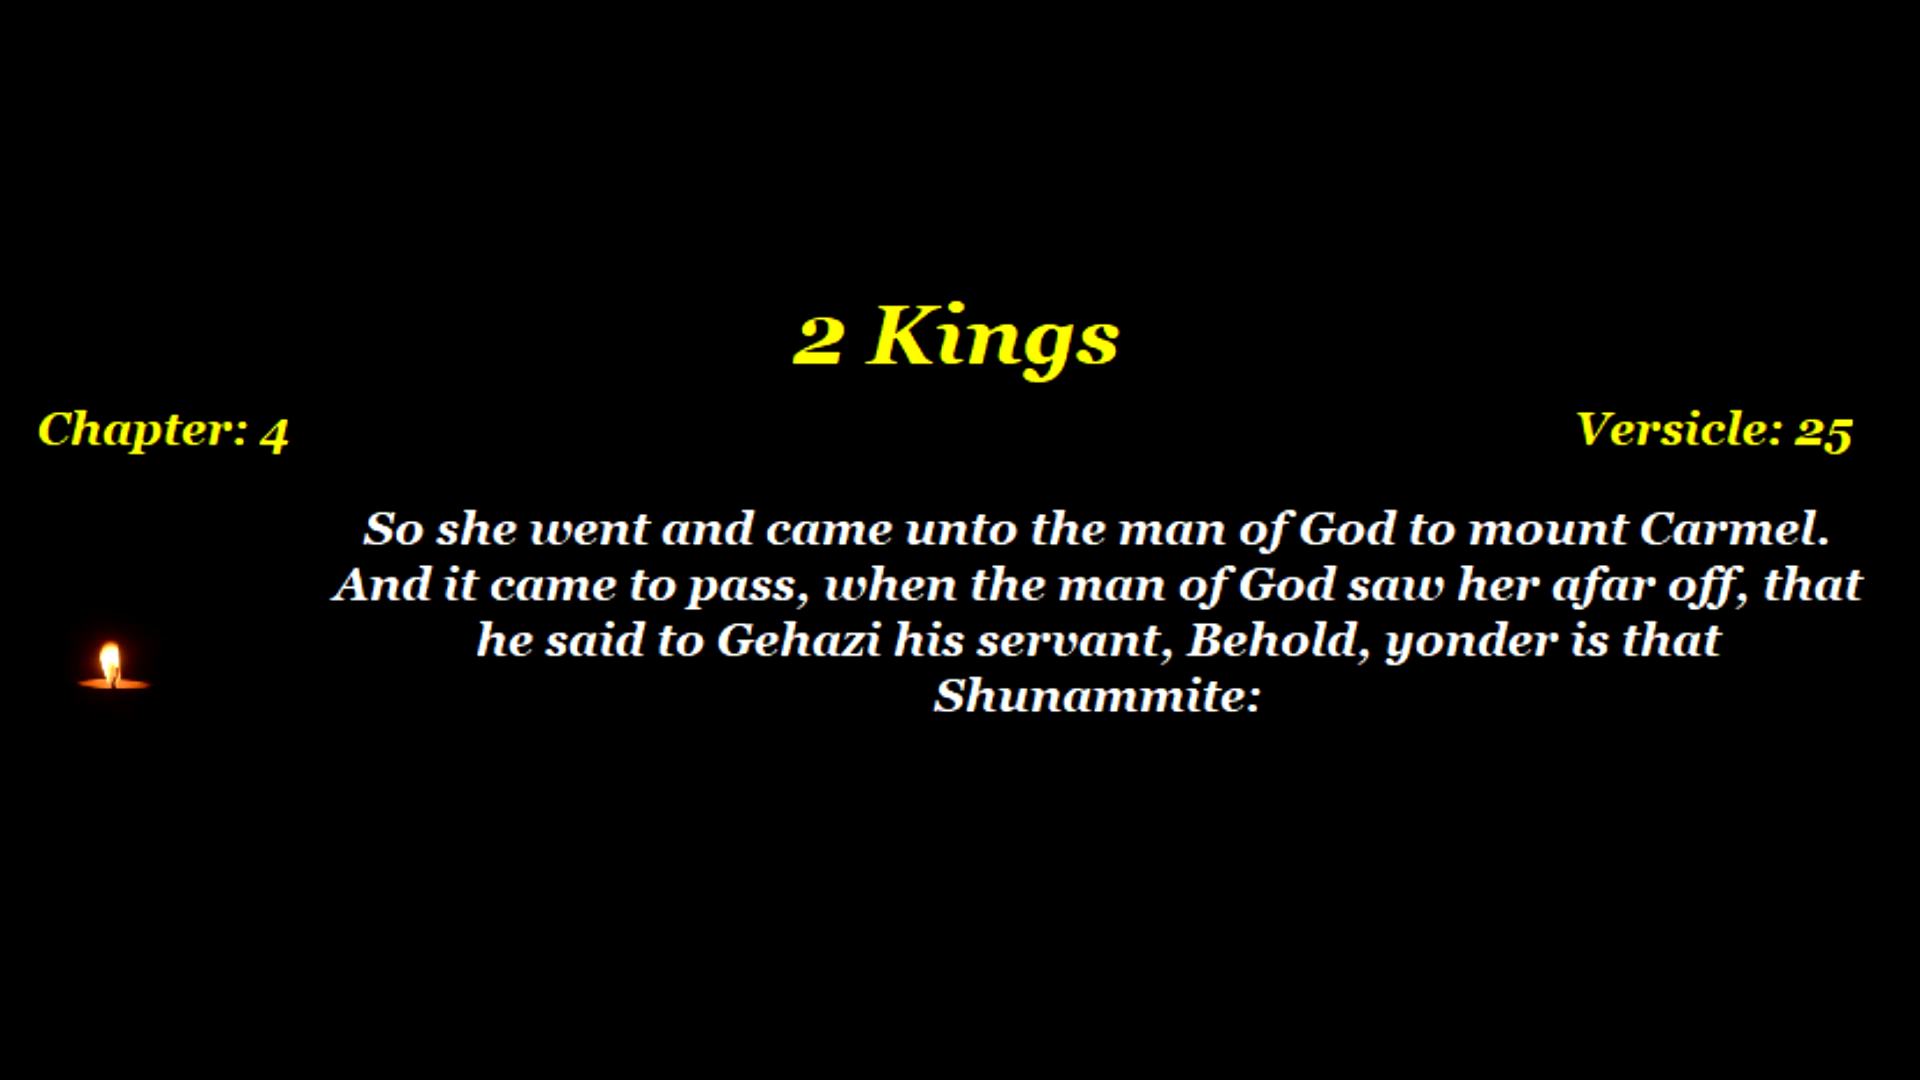 2 Kings
Chapter: 4
Versicle: 25
So she went and came unto the man of God to mount Carmel.
And it came to pass, when the man of God saw her afar off, that
he said to Gehazi his servant, Behold, yonder is that
Shunammite: